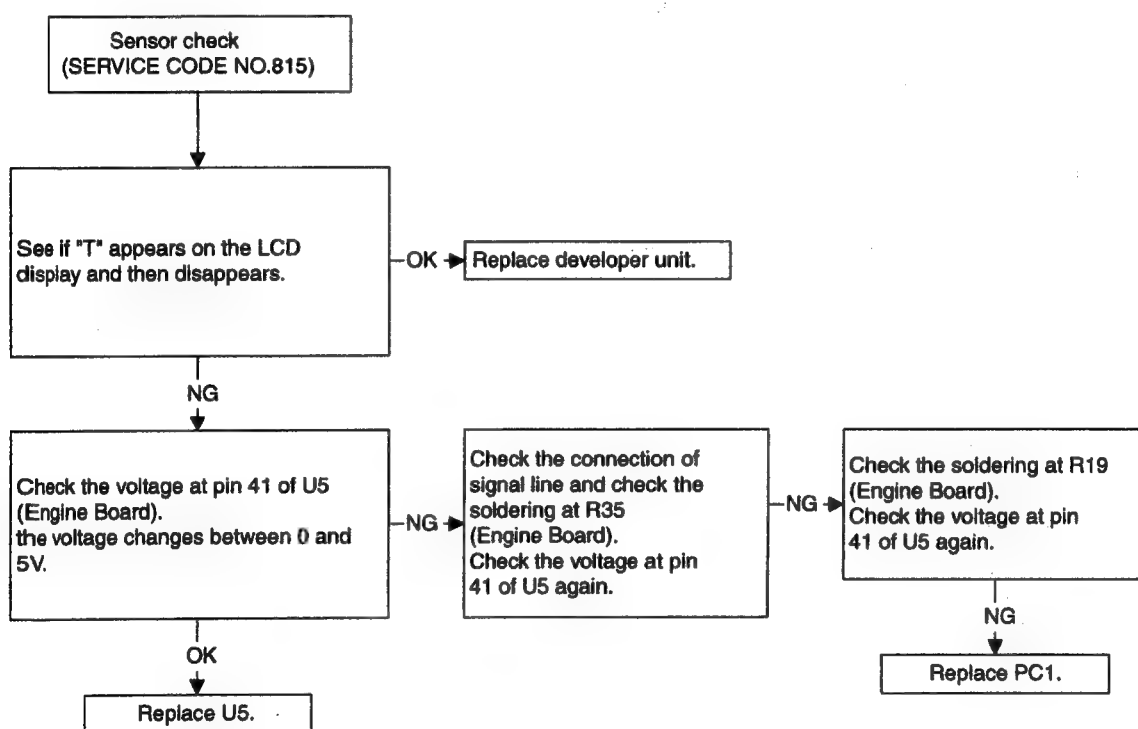 Sensor check
(SERVICE CODE NO.815)
See if "T" appears on the LCD
display and then disappears.
OK
Replace developer unit.
NG
Check the voltage at pin 41 of U5
(Engine Board).
the voltage changes between 0 and
5V.
NG
Check the connection of
signal line and check the
soldering at R35
(Engine Board).
Check the voltage at pin
41 of U5 again.
NG
Check the soldering at R19
(Engine Board).
Check the voltage at pin
41 of U5 again.
NG
Replace PC1.
OK
Replace U5.